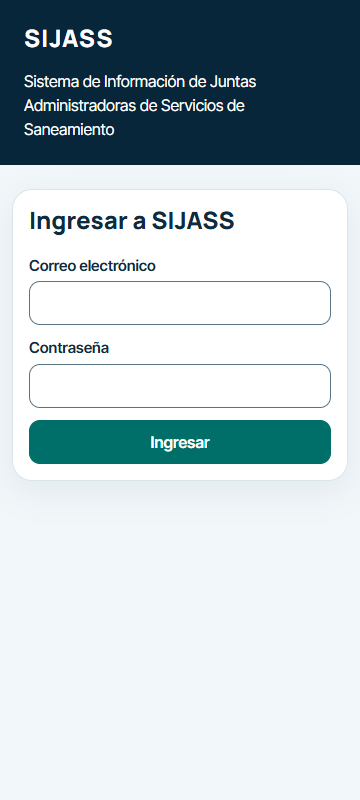 SIJASS
Sistema de Información de Juntas
Administradoras de Servicios de
Saneamiento
Ingresar a SIJASS
Correo electrónico
Contraseña
Ingresar